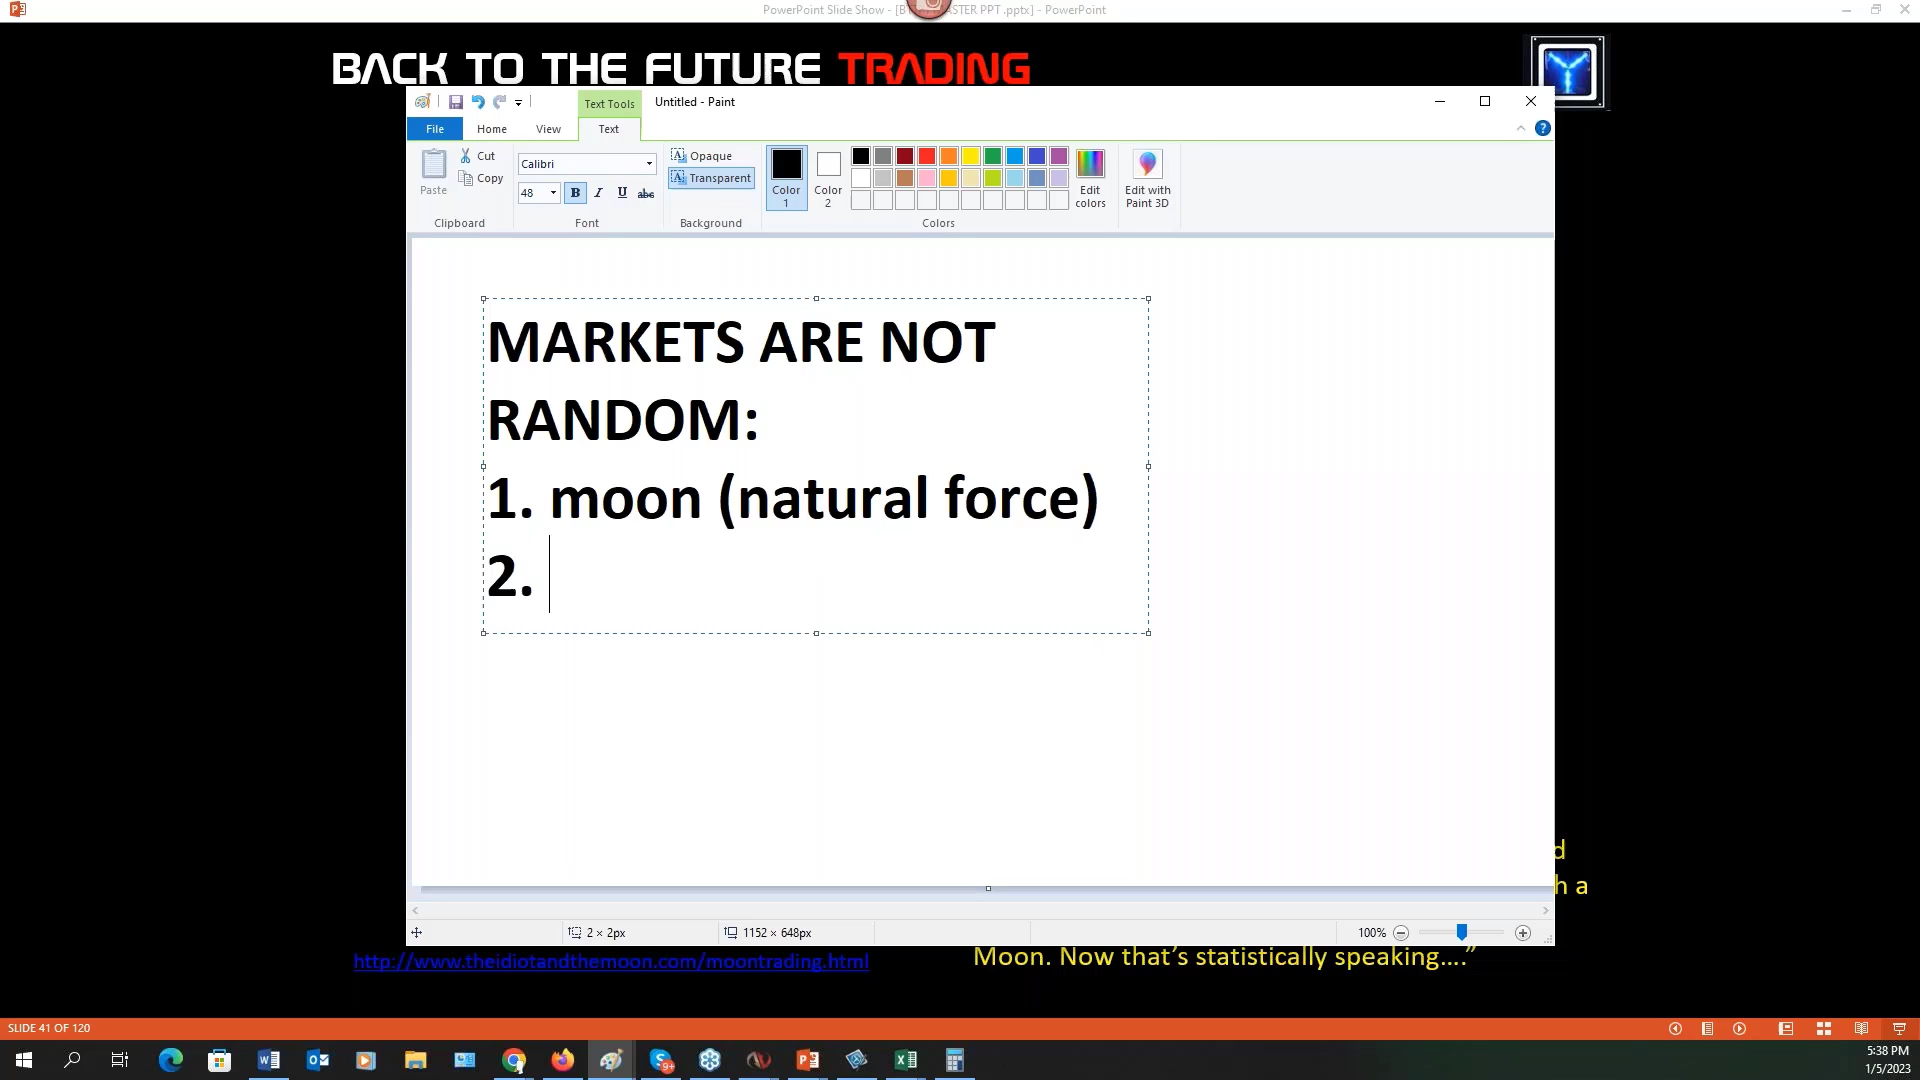 PowerPoint Slide Show - [B ASTER PPT .pptx] - PowerPoint
BACK TO THE FUTURE TRADING
Text Tools
Untitled - Paint
File
Home
View
Text
Paste
Cut
Copy
Clipboard
Calibri
48
B
I
U
abc
Font
Opaque
Transparent
Background
Color 1
Color 2
Edit colors
Colors
Edit with Paint 3D
MARKETS ARE NOT
RANDOM:
1. moon (natural force)
2.
d
h a
2 × 2px
1152 × 648px
100%
http://www.theidiotandthemoon.com/moontrading.html
Moon. Now that’s statistically speaking….”
SLIDE 41 OF 120
9+
5:38 PM
1/5/2023